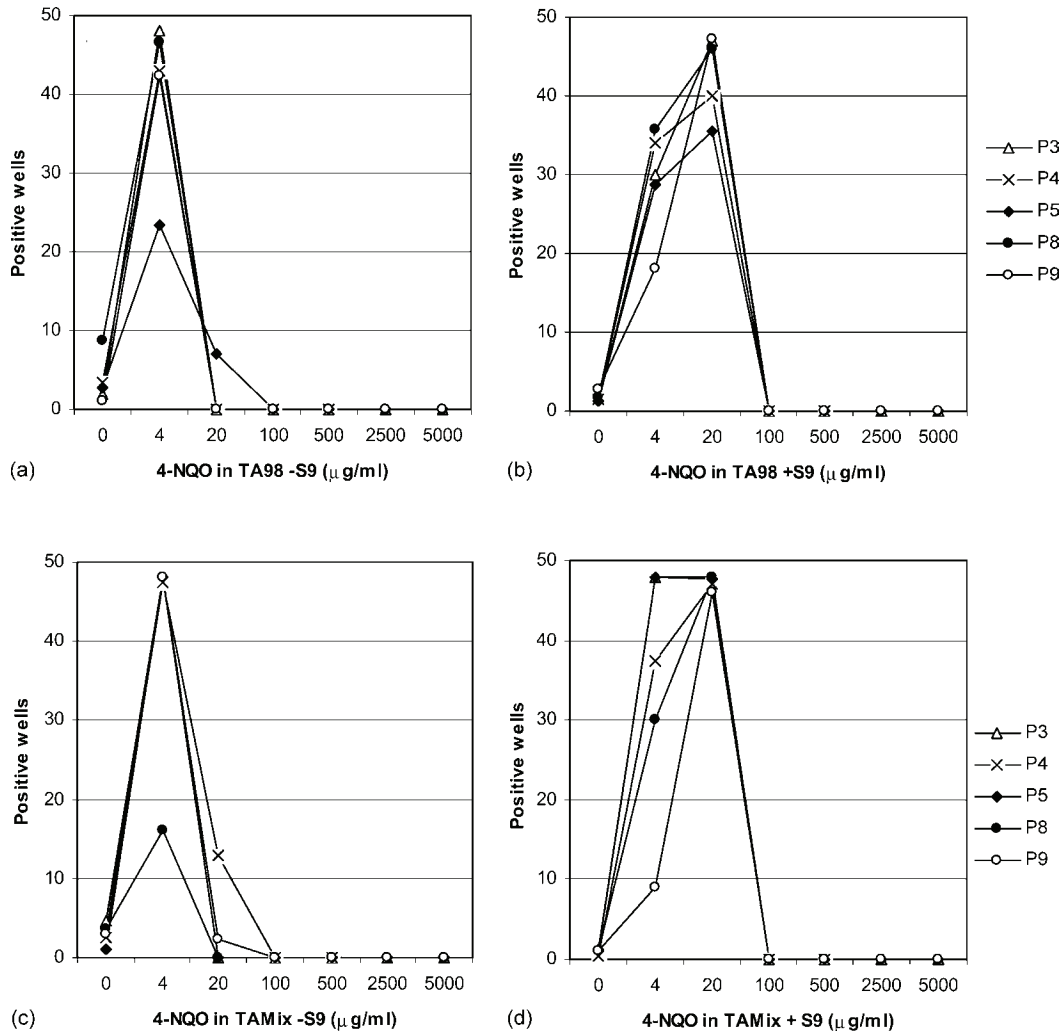 50
40
30
20
10
0
Positive wells
0 4 20 100 500 2500 5000
(a)
4-NQO in TA98 -S9 (μ g/ml)
50
40
30
20
10
0
Positive wells
0 4 20 100 500 2500 5000
(b)
4-NQO in TA98 +S9 (μ g/ml)
P3
P4
P5
P8
P9
50
40
30
20
10
0
Positive wells
0 4 20 100 500 2500 5000
(c)
4-NQO in TAMix -S9 (μ g/ml)
50
40
30
20
10
0
Positive wells
0 4 20 100 500 2500 5000
(d)
4-NQO in TAMix + S9 (μ g/ml)
P3
P4
P5
P8
P9